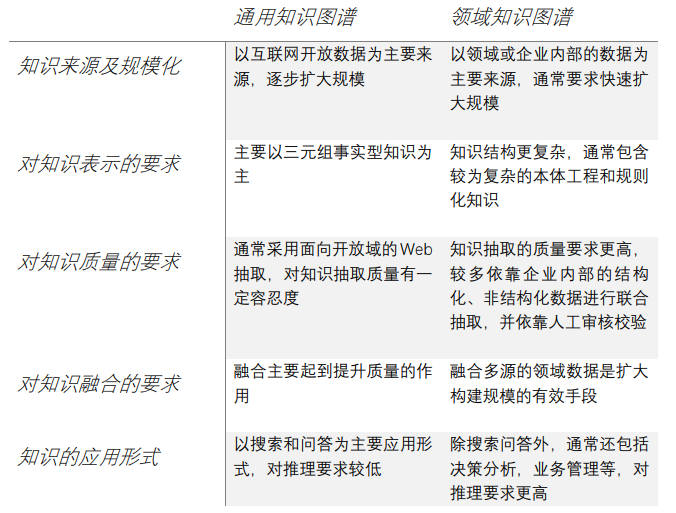 通用知识图谱
领域知识图谱
知识来源及规模化
以互联网开放数据为主要来
源，逐步扩大规模
以领域或企业内部的数据为
主要来源，通常要求快速扩
大规模
对知识表示的要求
主要以三元组事实型知识为
主
知识结构更复杂，通常包含
较为复杂的本体工程和规则
化知识
对知识质量的要求
通常采用面向开放域的Web
抽取，对知识抽取质量有一
定容忍度
知识抽取的质量要求更高，
较多依靠企业内部的结构
化、非结构化数据进行联合
抽取，并依靠人工审核校验
对知识融合的要求
融合主要起到提升质量的作
用
融合多源的领域数据是扩大
构建规模的有效手段
知识的应用形式
以搜索和问答为主要应用形
式，对推理要求较低
除搜索问答外，通常还包括
决策分析，业务管理等，对
推理要求更高